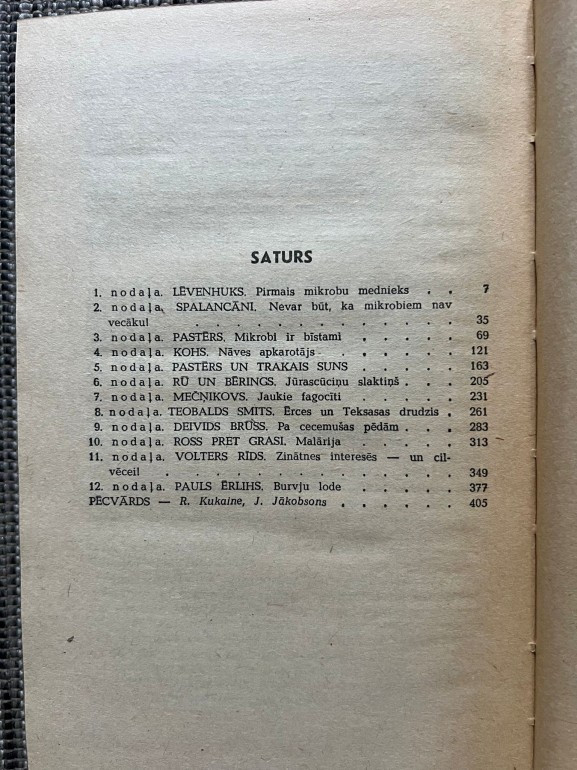 SATURS
1. nodaļa. LĒVENHUKS. Pirmais mikrobu mednieks . . 7
2. nodaļa. SPALANCĀNI. Nevar būt, ka mikrobiem nav
vecāku! . . . . . . . . . . . . . 35
3. nodaļa. PASTĒRS. Mikrobi ir bīstami . . . . . 69
4. nodaļa. KOHS. Nāves apkarotājs . . . . . . 121
5. nodaļa. PASTĒRS UN TRAKAIS SUNS . . . . . 163
6. nodaļa. RŪ UN BĒRINGS. Jūrascūciņu slaktiņš . . . 205
7. nodaļa. MEČŅIKOVS. Jaukie fagocīti . . . . . 231
8. nodaļa. TEOBALDS SMITS. Ērces un Teksasas drudzis . 261
9. nodaļa. DEIVIDS BRŪSS. Pa cecemušas pēdām . . . 283
10. nodaļa. ROSS PRET GRASI. Malārija . . . . . 313
11. nodaļa. VOLTERS RĪDS. Zinātnes interesēs — un cil-
vēcei! . . . . . . . . . . . . . 349
12. nodaļa. PAULS ĒRLIHS. Burvju lode . . . . . 377
PĒCVĀRDS — R. Kukaine, J. Jākobsons . . . . . . 405